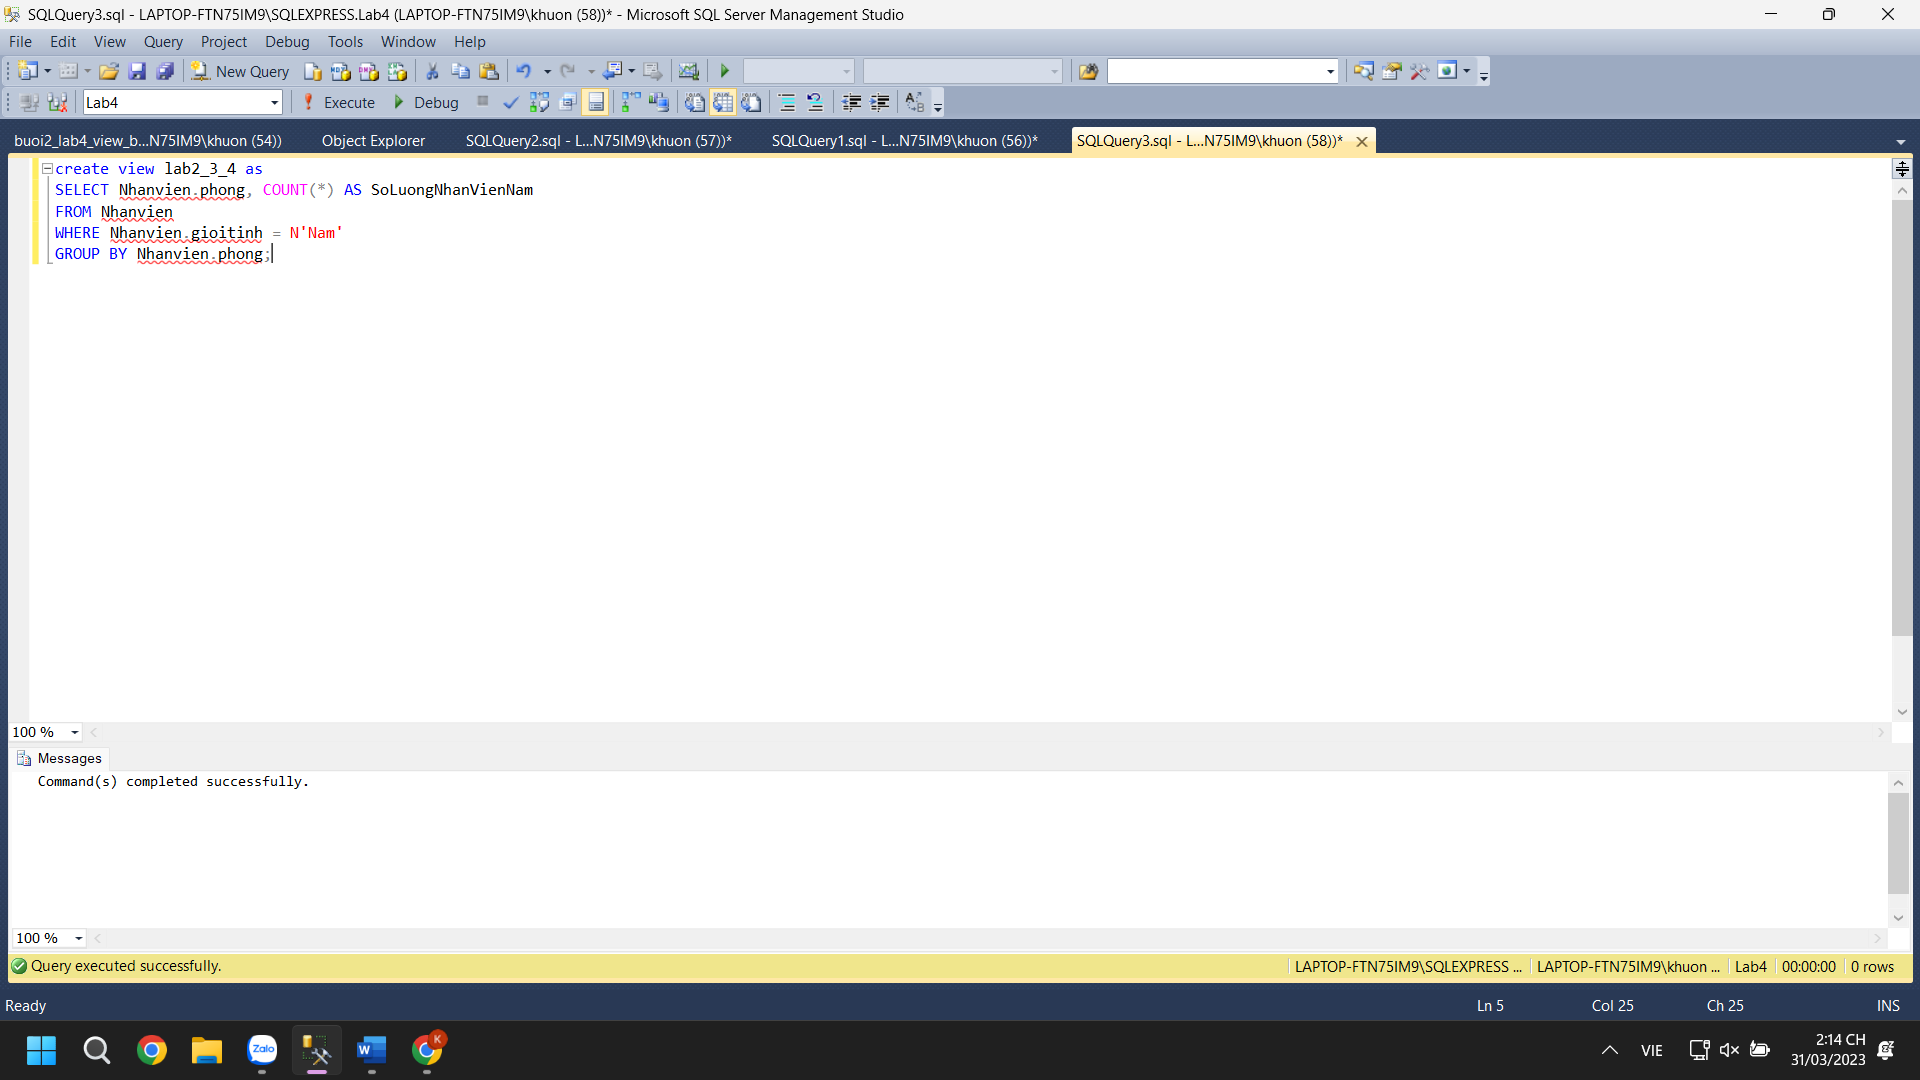 SQLQuery3.sql - LAPTOP-FTN75IM9\SQLEXPRESS.Lab4 (LAPTOP-FTN75IM9\khuon (58))* - Microsoft SQL Server Management Studio
File Edit View Query Project Debug Tools Window Help
New Query
Lab4 Execute Debug
buoi2_lab4_view_b...N75IM9\khuon (54)) Object Explorer SQLQuery2.sql - L...N75IM9\khuon (57))* SQLQuery1.sql - L...N75IM9\khuon (56))* SQLQuery3.sql - L...N75IM9\khuon (58))*
create view lab2_3_4 as
SELECT Nhanvien.phong, COUNT(*) AS SoLuongNhanVienNam
FROM Nhanvien
WHERE Nhanvien.gioitinh = N'Nam'
GROUP BY Nhanvien.phong;
100 %
Messages
Command(s) completed successfully.
100 %
Query executed successfully. LAPTOP-FTN75IM9\SQLEXPRESS ... LAPTOP-FTN75IM9\khuon ... Lab4 00:00:00 0 rows
Ready Ln 5 Col 25 Ch 25 INS
Zalo W K VIE 2:14 CH
31/03/2023